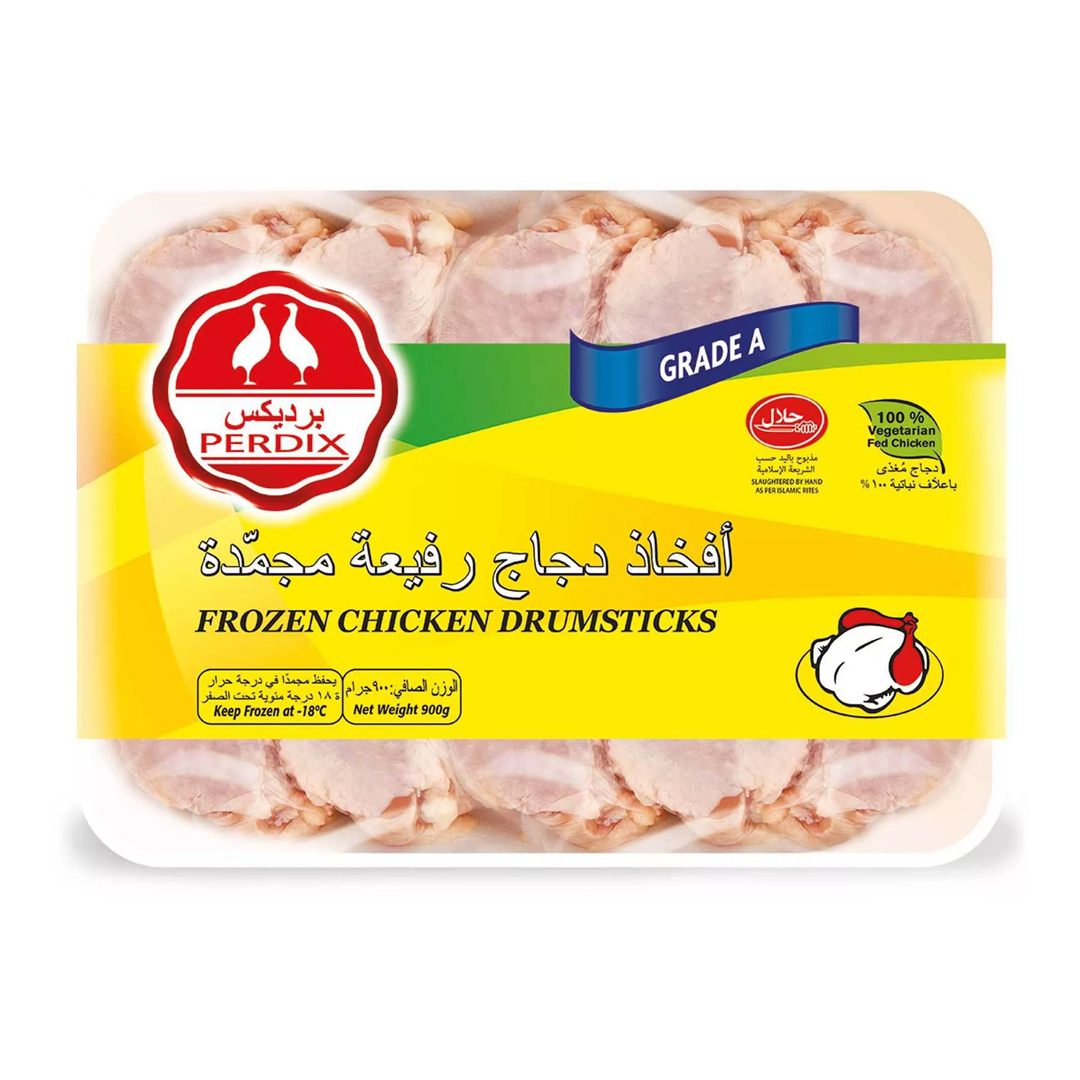 GRADE A
برديكس
PERDIX
حلال
مذبوح باليد حسب
الشريعة الإسلامية
SLAUGHTERED BY HAND
AS PER ISLAMIC RITES
100 %
Vegetarian
Fed Chicken
دجاج مُغذى
باعلاف نباتية ١٠٠%
أفخاذ دجاج رفيعة مجمّدة
FROZEN CHICKEN DRUMSTICKS
يحفظ مجمدًا في درجة حرار
ة ١٨ درجة مئوية تحت الصفر
Keep Frozen at -18ºC
الوزن الصافي:٩٠٠جرام
Net Weight 900g